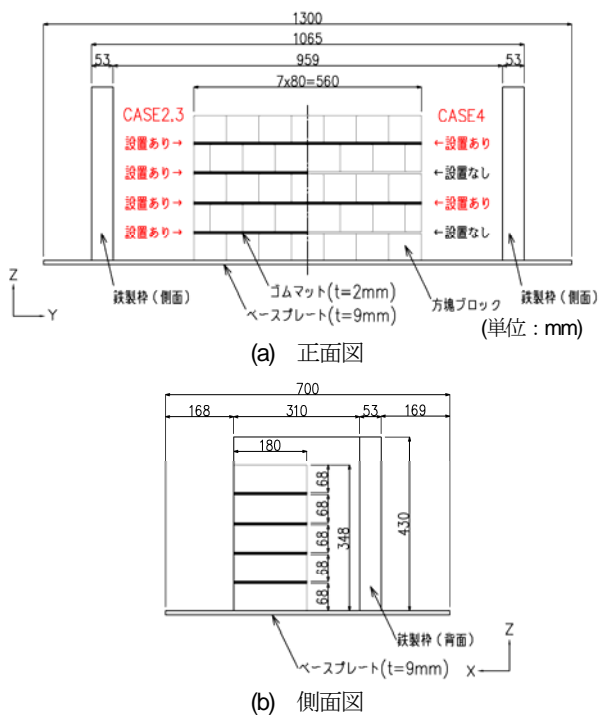 1300
1065
53 959 53
7x80=560
CASE2.3 CASE4
設置あり→ ←設置あり
設置あり→ ←設置なし
設置あり→ ←設置あり
設置あり→ ←設置なし
Z
Y
鉄製枠(側面)
ゴムマット(t=2mm)
ベースプレート(t=9mm)
方塊ブロック
鉄製枠(側面)
(単位:mm)
(a) 正面図
700
168 310 53 169
180
68
68
68
68
68
348
430
鉄製枠(背面)
ベースプレート(t=9mm)
Z
X
(b) 側面図